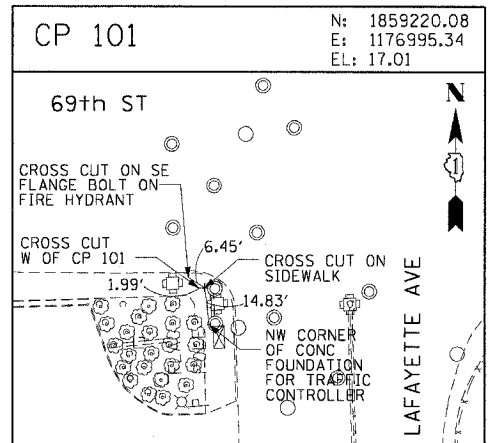 CP 101
N: 1859220.08
E: 1176995.34
EL: 17.01
69th ST
N
1
CROSS CUT ON SE
FLANGE BOLT ON
FIRE HYDRANT
CROSS CUT
W OF CP 101
6.45'
1.99'
CROSS CUT ON
SIDEWALK
14.83'
NW CORNER
OF CONC
FOUNDATION
FOR TRAFFIC
CONTROLLER
LAFAYETTE AVE